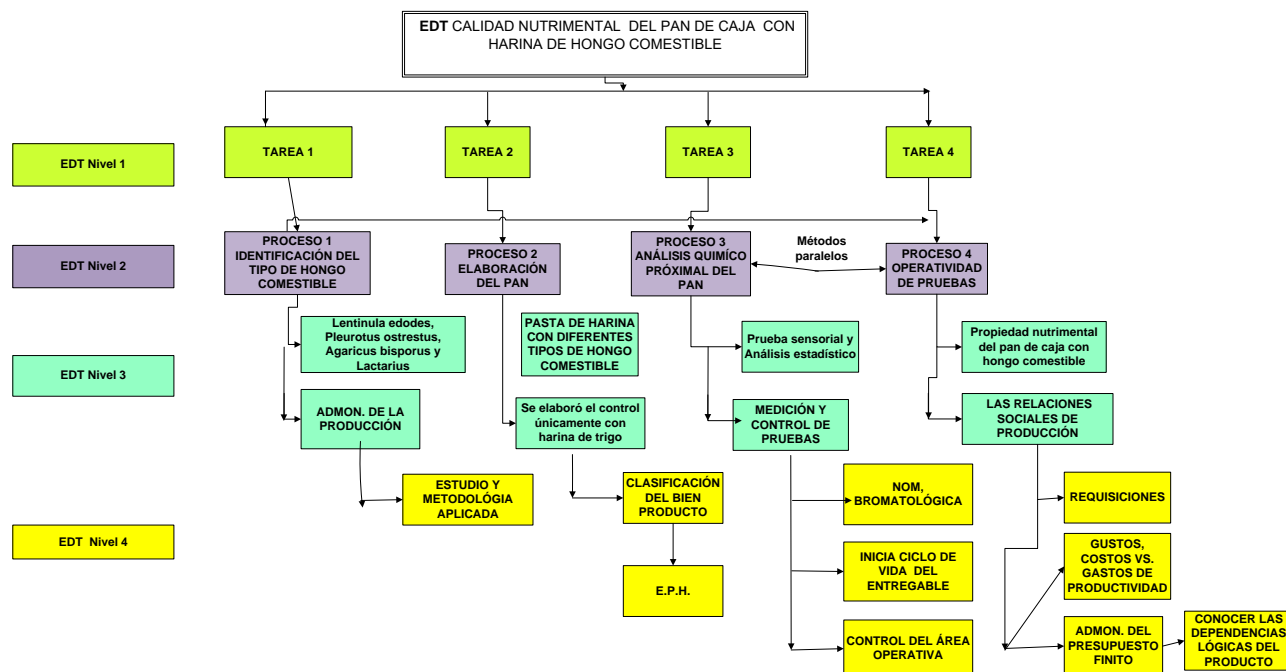 EDT CALIDAD NUTRIMENTAL DEL PAN DE CAJA CON
HARINA DE HONGO COMESTIBLE
EDT Nivel 1
TAREA 1
TAREA 2
TAREA 3
TAREA 4
EDT Nivel 2
PROCESO 1
IDENTIFICACIÓN DEL
TIPO DE HONGO
COMESTIBLE
PROCESO 2
ELABORACIÓN
DEL PAN
PROCESO 3
ANÁLISIS QUIMÍCO
PRÓXIMAL DEL
PAN
Métodos
paralelos
PROCESO 4
OPERATIVIDAD
DE PRUEBAS
EDT Nivel 3
Lentinula edodes,
Pleurotus ostrestus,
Agaricus bisporus y
Lactarius
PASTA DE HARINA
CON DIFERENTES
TIPOS DE HONGO
COMESTIBLE
Prueba sensorial y
Análisis estadístico
Propiedad nutrimental
del pan de caja con
hongo comestible
ADMON. DE LA
PRODUCCIÓN
Se elaboró el control
únicamente con
harina de trigo
MEDICIÓN Y
CONTROL DE
PRUEBAS
LAS RELACIONES
SOCIALES DE
PRODUCCIÓN
EDT Nivel 4
ESTUDIO Y
METODOLÓGIA
APLICADA
CLASIFICACIÓN
DEL BIEN
PRODUCTO
NOM,
BROMATOLÓGICA
REQUISICIONES
E.P.H.
INICIA CICLO DE
VIDA DEL
ENTREGABLE
GUSTOS,
COSTOS VS.
GASTOS DE
PRODUCTIVIDAD
CONTROL DEL ÁREA
OPERATIVA
ADMON. DEL
PRESUPUESTO
FINITO
CONOCER LAS
DEPENDENCIAS
LÓGICAS DEL
PRODUCTO